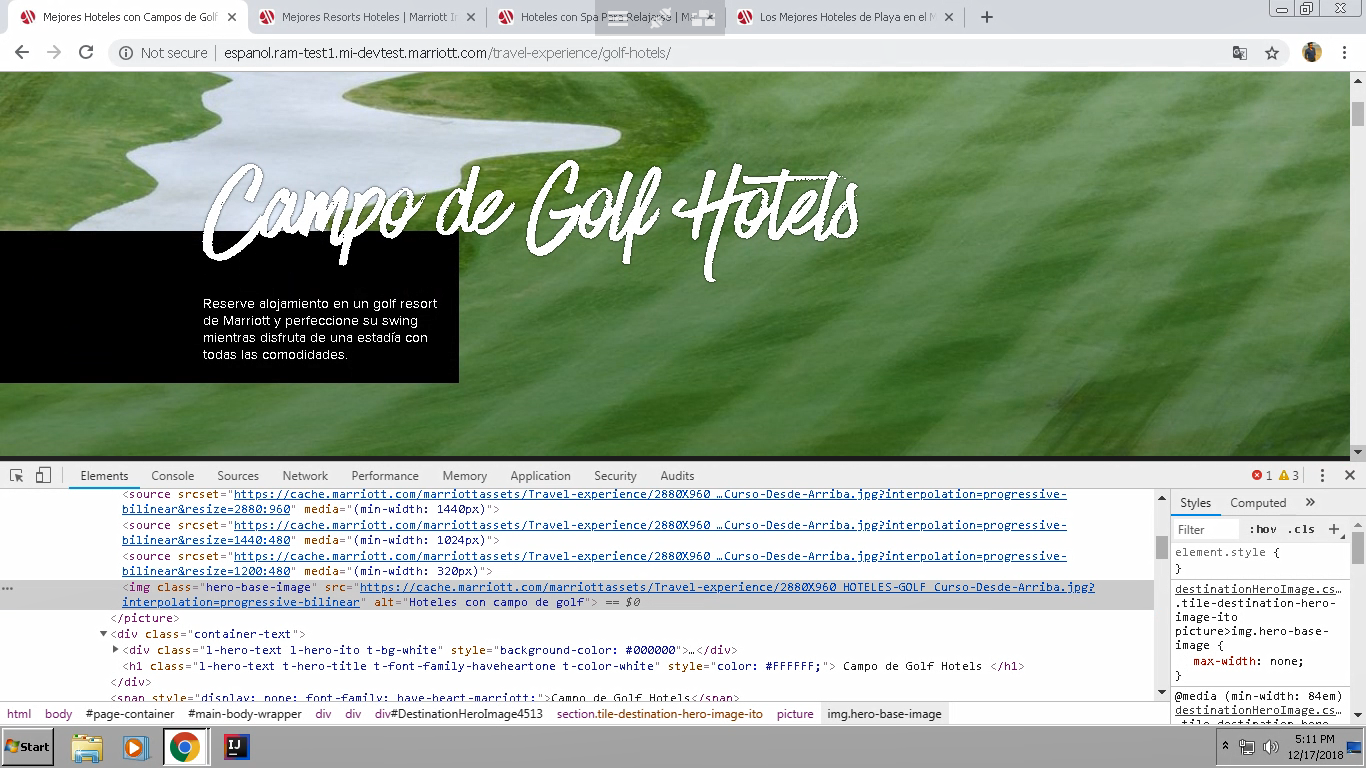 Mejores Hoteles con Campos de Golf
Mejores Resorts Hoteles | Marriott I
Hoteles con Spa Para Relajarse | M
Los Mejores Hoteles de Playa en el M
Not secure | espanol.ram-test1.mi-devtest.marriott.com/travel-experience/golf-hotels/
Campo de Golf Hotels
Reserve alojamiento en un golf resort
de Marriott y perfeccione su swing
mientras disfruta de una estadía con
todas las comodidades.
Elements Console Sources Network Performance Memory Application Security Audits 1 3
<source srcset="https://cache.marriott.com/marriottassets/Travel-experience/2880X960 …Curso-Desde-Arriba.jpg?interpolation=progressive-
bilinear&resize=2880:960" media="(min-width: 1440px)">
<source srcset="https://cache.marriott.com/marriottassets/Travel-experience/2880X960 …Curso-Desde-Arriba.jpg?interpolation=progressive-
bilinear&resize=1440:480" media="(min-width: 1024px)">
<source srcset="https://cache.marriott.com/marriottassets/Travel-experience/2880X960 …Curso-Desde-Arriba.jpg?interpolation=progressive-
bilinear&resize=1200:480" media="(min-width: 320px)">
<img class="hero-base-image" src="https://cache.marriott.com/marriottassets/Travel-experience/2880X960_HOTELES-GOLF_Curso-Desde-Arriba.jpg?
interpolation=progressive-bilinear" alt="Hoteles con campo de golf"> == $0
</picture>
<div class="container-text">
<div class="l-hero-text l-hero-ito t-bg-white" style="background-color: #000000">…</div>
<h1 class="l-hero-text t-hero-title t-font-family-haveheartone t-color-white" style="color: #FFFFFF;"> Campo de Golf Hotels </h1>
</div>
<span style="display: none; font-family: have-heart-marriott;">Campo de Golf Hotels</span>
html body #page-container #main-body-wrapper div div div#DestinationHeroImage4513 section.tile-destination-hero-image-ito picture img.hero-base-image
Styles Computed »
Filter :hov .cls +
element.style {
}
destinationHeroImage.cs…
.tile-destination-hero-
image-ito
picture>img.hero-base-
image {
max-width: none;
}
@media (min-width: 84em)
destinationHeroImage.cs…
.tile-destination-hero-
Start
IJ
5:11 PM
12/17/2018